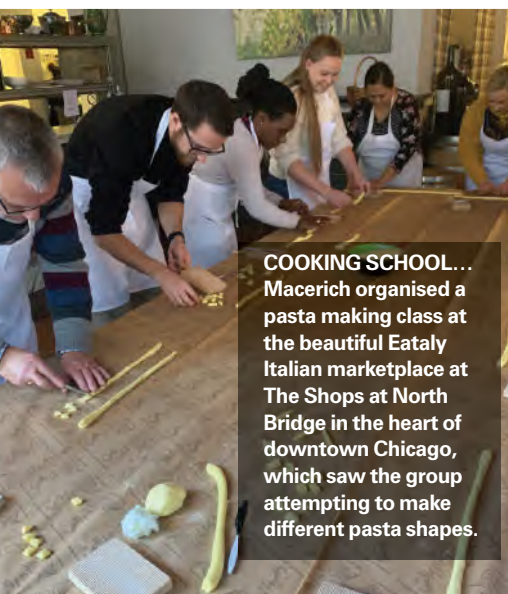 COOKING SCHOOL...
Macerich organised a
pasta making class at
the beautiful Eataly
Italian marketplace at
The Shops at North
Bridge in the heart of
downtown Chicago,
which saw the group
attempting to make
different pasta shapes.